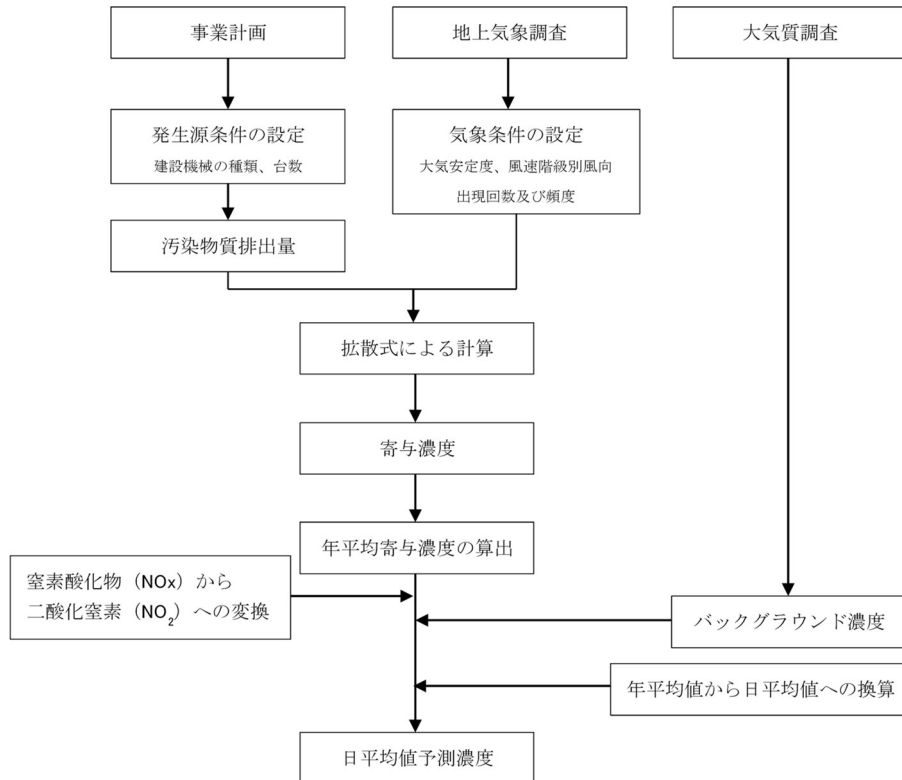 事業計画
地上気象調査
大気質調査
発生源条件の設定
建設機械の種類、台数
気象条件の設定
大気安定度、風速階級別風向
出現回数及び頻度
汚染物質排出量
拡散式による計算
寄与濃度
年平均寄与濃度の算出
窒素酸化物（NOx）から
二酸化窒素（NO₂）への変換
バックグラウンド濃度
年平均値から日平均値への換算
日平均値予測濃度